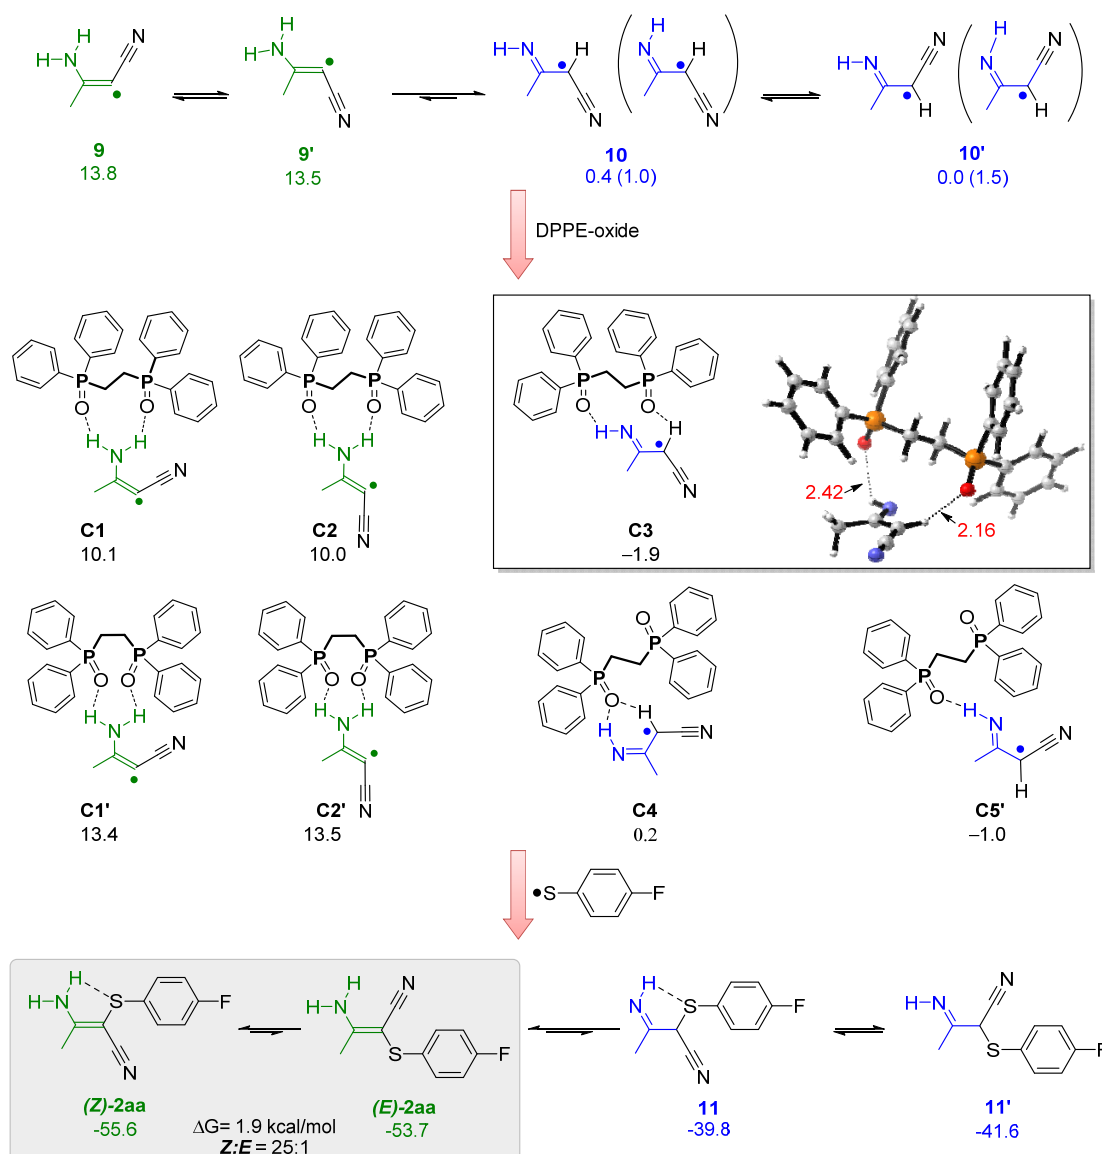 H
H N N
H H–N N
H
H–N H
N
N
H
N
H–N N
H
N
H
N
9 9' 10 10'
13.8 13.5 0.4 (1.0) 0.0 (1.5)
DPPE-oxide
P P
O O
H H
N
N
P P
O O
H H
N
N
P P
O O
H–N H
N
2.42
2.16
C1 C2 C3
10.1 10.0 –1.9
P P
O O
H H
N
N
P P
O O
H H
N
N
O
P
P
O H
H
N
N
O
P
P
O H
N
N
H
C1' C2' C4 C5'
13.4 13.5 0.2 –1.0
S F
H
H–N S F
N
H N
H–N
S F
H
N S F
N
H–N N
S F
(Z)-2aa (E)-2aa 11 11'
-55.6 -53.7 -39.8 -41.6
ΔG= 1.9 kcal/mol
Z:E = 25:1